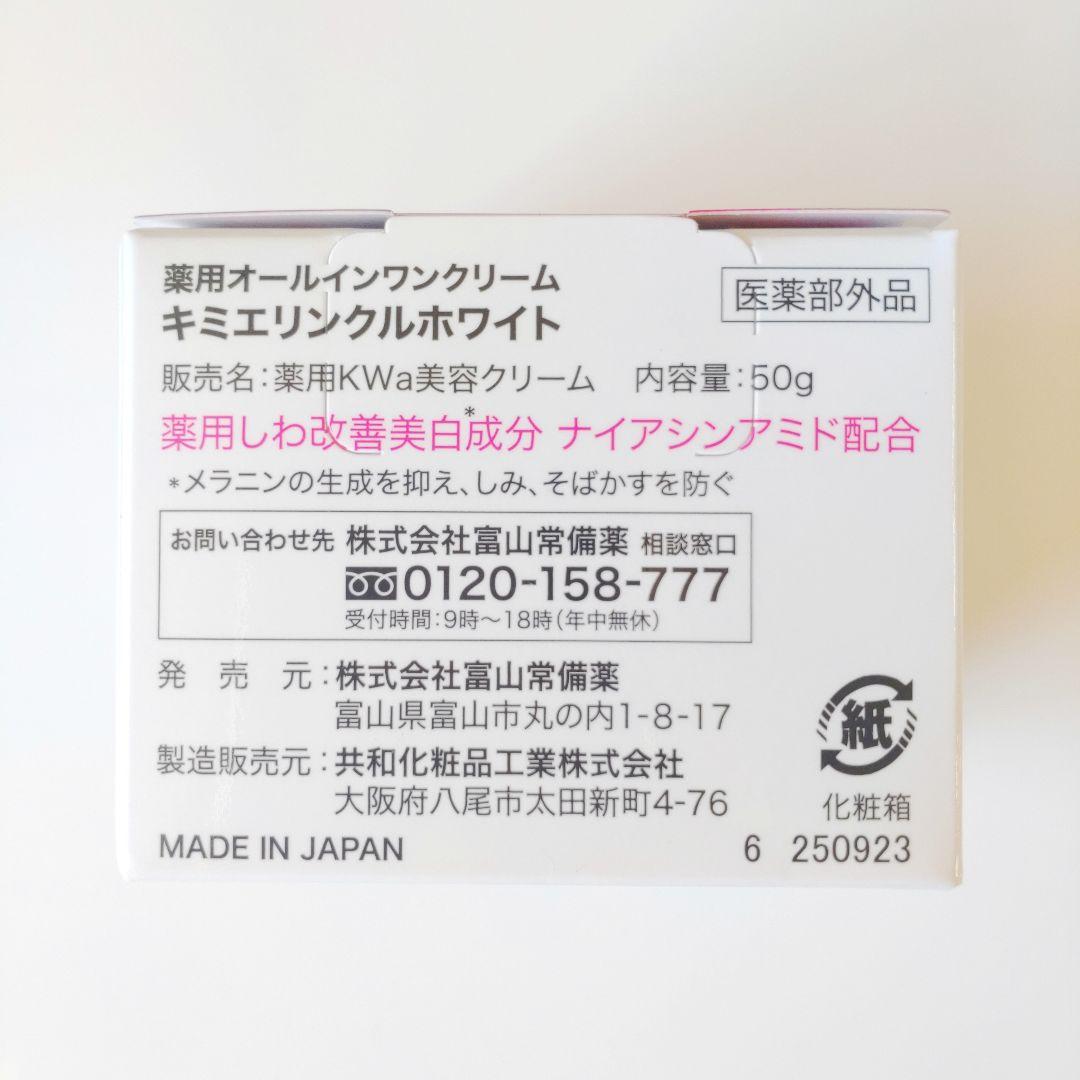 薬用オールインワンクリーム
キミエリンクルホワイト
医薬部外品
販売名：薬用KWa美容クリーム 内容量：50g
薬用しわ改善美白*成分 ナイアシンアミド配合
*メラニンの生成を抑え、しみ、そばかすを防ぐ
お問い合わせ先 株式会社富山常備薬 相談窓口
0120-158-777
受付時間：9時〜18時（年中無休）
発売元：株式会社富山常備薬
富山県富山市丸の内1-8-17
製造販売元：共和化粧品工業株式会社
大阪府八尾市太田新町4-76
紙
化粧箱
MADE IN JAPAN
6 250923